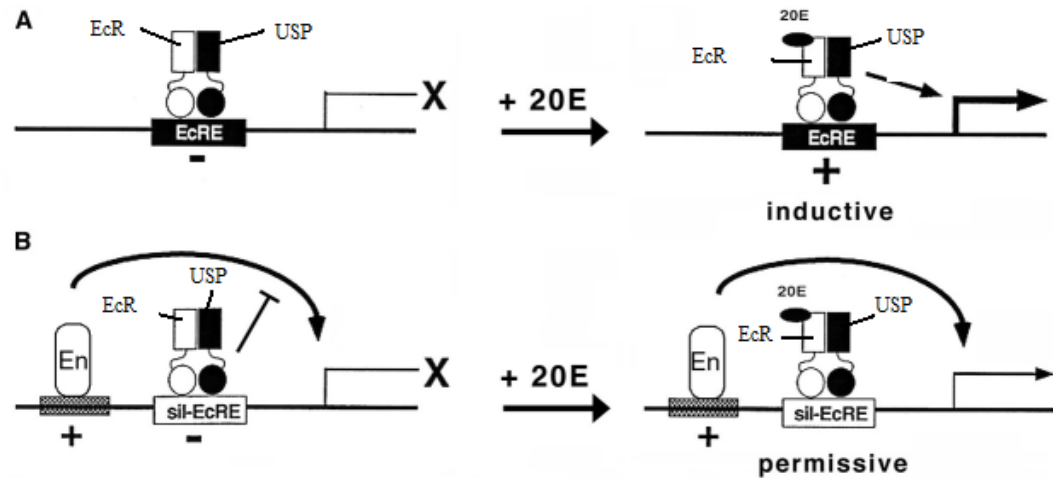 A
EcR
USP
X
EcRE
-
+ 20E
20E
EcR
USP
EcRE
+
inductive
B
EcR
USP
En
X
sil-EcRE
+
-
+ 20E
20E
EcR
USP
En
sil-EcRE
+
permissive